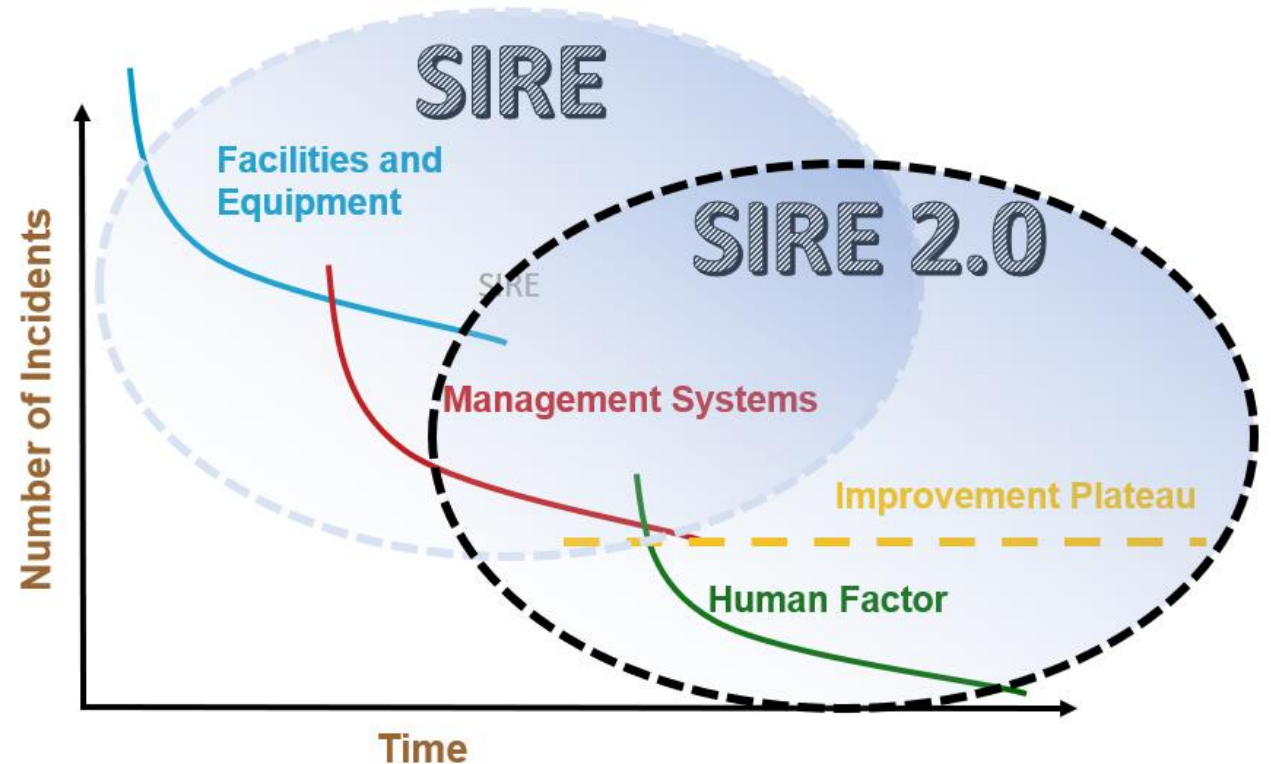 SIRE
Facilities and
Equipment
SIRE 2.0
SIRE
Management Systems
Improvement Plateau
Human Factor
Number of Incidents
Time